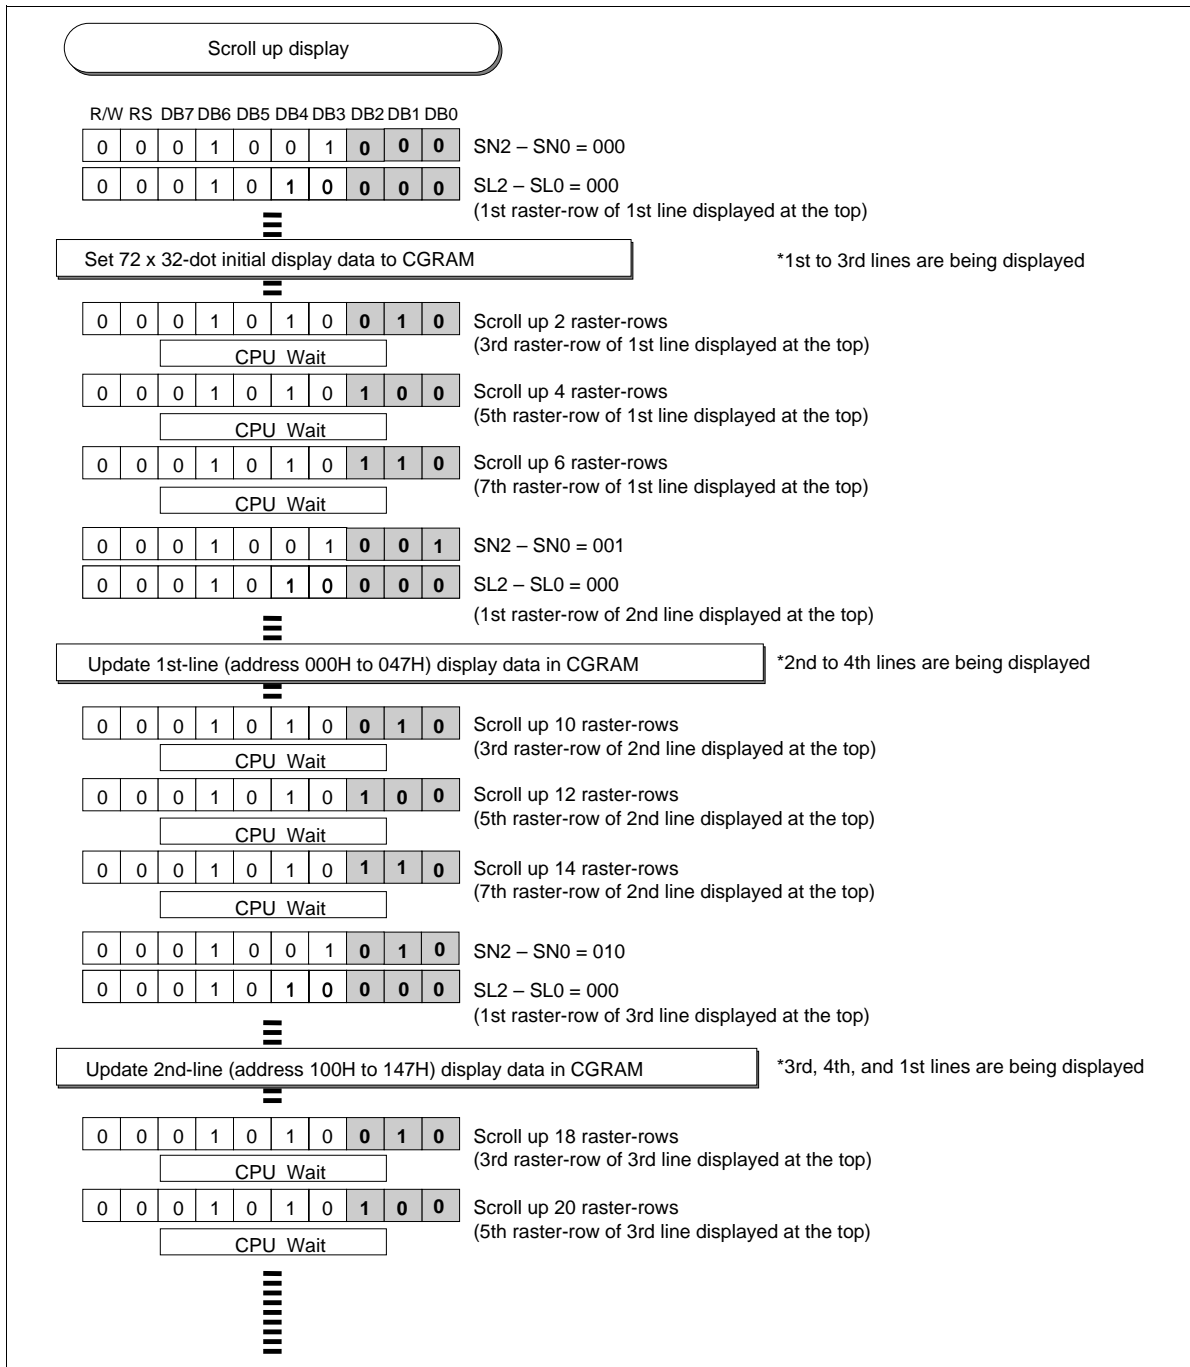 Scroll up display
R/W RS DB7 DB6 DB5 DB4 DB3 DB2 DB1 DB0
0 0 0 1 0 0 1 0 0 0 SN2 – SN0 = 000
0 0 0 1 0 1 0 0 0 0 SL2 – SL0 = 000
(1st raster-row of 1st line displayed at the top)
Set 72 x 32-dot initial display data to CGRAM *1st to 3rd lines are being displayed
0 0 0 1 0 1 0 0 1 0 Scroll up 2 raster-rows
(3rd raster-row of 1st line displayed at the top)
CPU Wait
0 0 0 1 0 1 0 1 0 0 Scroll up 4 raster-rows
(5th raster-row of 1st line displayed at the top)
CPU Wait
0 0 0 1 0 1 0 1 1 0 Scroll up 6 raster-rows
(7th raster-row of 1st line displayed at the top)
CPU Wait
0 0 0 1 0 0 1 0 0 1 SN2 – SN0 = 001
0 0 0 1 0 1 0 0 0 0 SL2 – SL0 = 000
(1st raster-row of 2nd line displayed at the top)
Update 1st-line (address 000H to 047H) display data in CGRAM *2nd to 4th lines are being displayed
0 0 0 1 0 1 0 0 1 0 Scroll up 10 raster-rows
(3rd raster-row of 2nd line displayed at the top)
CPU Wait
0 0 0 1 0 1 0 1 0 0 Scroll up 12 raster-rows
(5th raster-row of 2nd line displayed at the top)
CPU Wait
0 0 0 1 0 1 0 1 1 0 Scroll up 14 raster-rows
(7th raster-row of 2nd line displayed at the top)
CPU Wait
0 0 0 1 0 0 1 0 1 0 SN2 – SN0 = 010
0 0 0 1 0 1 0 0 0 0 SL2 – SL0 = 000
(1st raster-row of 3rd line displayed at the top)
Update 2nd-line (address 100H to 147H) display data in CGRAM *3rd, 4th, and 1st lines are being displayed
0 0 0 1 0 1 0 0 1 0 Scroll up 18 raster-rows
(3rd raster-row of 3rd line displayed at the top)
CPU Wait
0 0 0 1 0 1 0 1 0 0 Scroll up 20 raster-rows
(5th raster-row of 3rd line displayed at the top)
CPU Wait